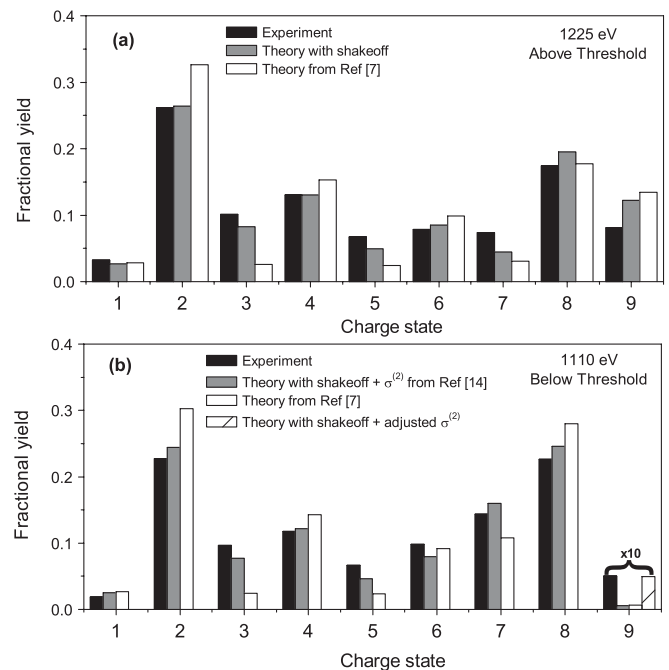 (a)
Experiment
Theory with shakeoff
Theory from Ref [7]
1225 eV
Above Threshold
Fractional yield
0.4
0.3
0.2
0.1
0.0
1 2 3 4 5 6 7 8 9
Charge state
(b)
Experiment
Theory with shakeoff + σ⁽²⁾ from Ref [14]
Theory from Ref [7]
Theory with shakeoff + adjusted σ⁽²⁾
1110 eV
Below Threshold
Fractional yield
0.4
0.3
0.2
0.1
0.0
x10
1 2 3 4 5 6 7 8 9
Charge state